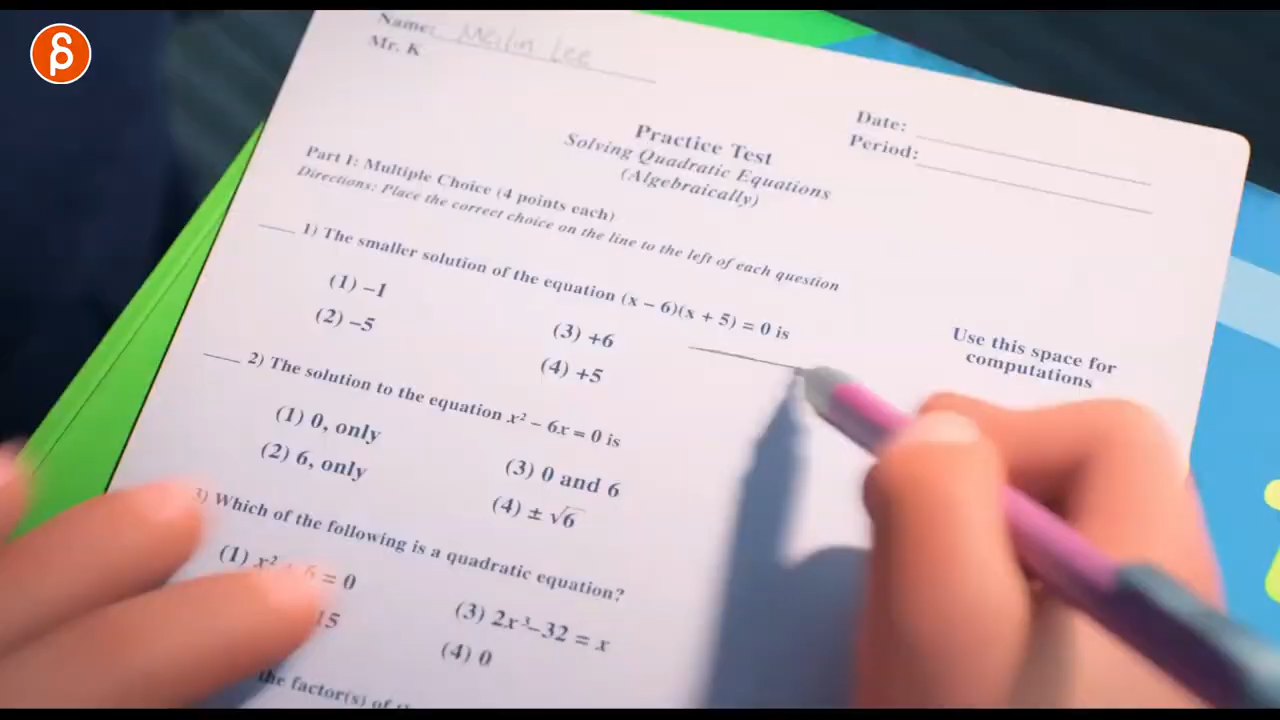 Name: Meilin Lee
Mr. K
Date:
Period:
Practice Test
Solving Quadratic Equations
(Algebraically)
Part I: Multiple Choice (4 points each)
Directions: Place the correct choice on the line to the left of each question
1) The smaller solution of the equation (x – 6)(x + 5) = 0 is
(1) –1
(2) –5
(3) +6
(4) +5
Use this space for
computations
2) The solution to the equation x² – 6x = 0 is
(1) 0, only
(2) 6, only
(3) 0 and 6
(4) ± √6
3) Which of the following is a quadratic equation?
(1) x² + 6 = 0
15
(3) 2x³–32 = x
(4) 0
the factor(s) of